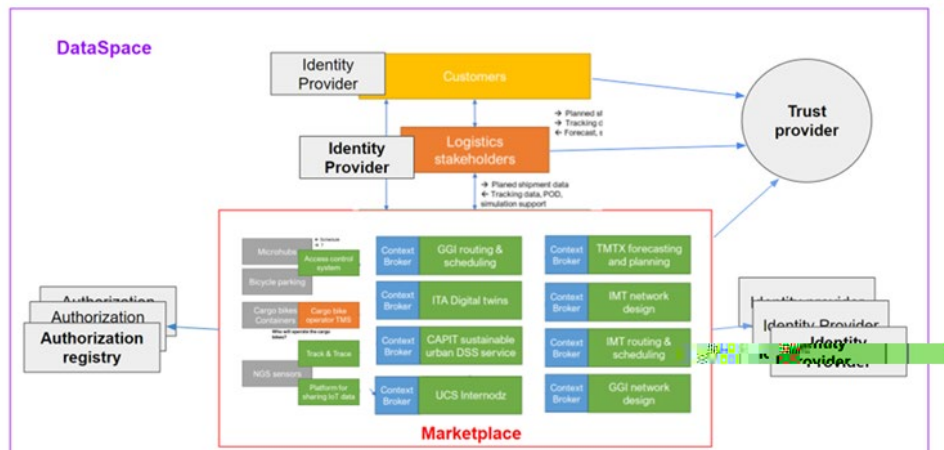 DataSpace
Identity
Provider
Customers
Trust
provider
→ Planned
→ Tracking
← Forecast,
Identity
Provider
Logistics
stakeholders
→ Planed shipment data
← Tracking data, POD,
simulation support
Microhubs
← Schedule
Access control
system
Bicycle parking
Cargo bikes
Containers
Cargo bike
operator TMS
Who will operate the cargo
bikes?
Track & Trace
NGS sensors
Platform for
sharing IoT data
Context
Broker
GGI routing &
scheduling
Context
Broker
ITA Digital twins
Context
Broker
CAPIT sustainable
urban DSS service
Context
Broker
UCS Internodz
Context
Broker
TMTX forecasting
and planning
Context
Broker
IMT network
design
Context
Broker
IMT routing &
scheduling
Context
Broker
GGI network
design
Marketplace
Authorization
Authorization
Authorization
registry
Identity provider
Identity Provider
Identity
Provider